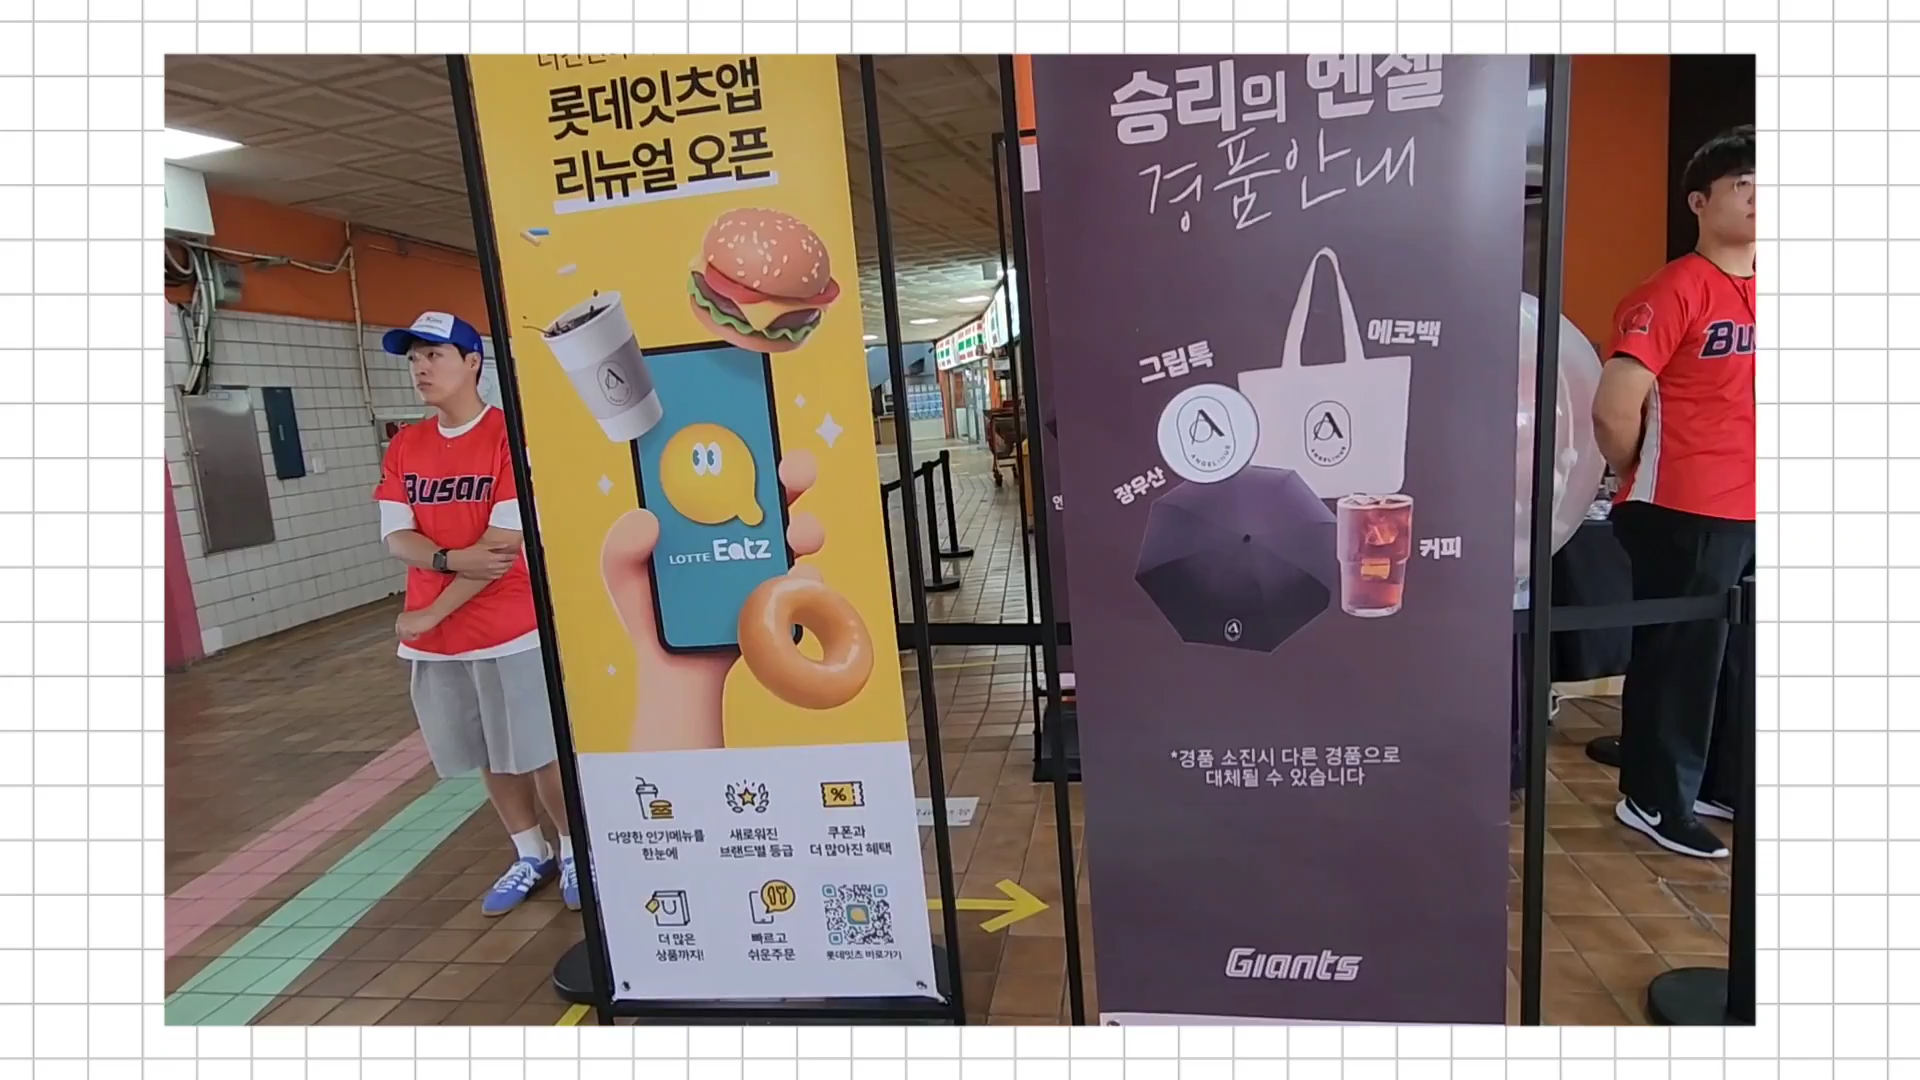 롯데잇츠앱
리뉴얼 오픈
LOTTE Eatz
다양한 인기메뉴를
한눈에
새로워진
브랜드별 등급
쿠폰과
더 많아진 혜택
더 많은
상품까지!
빠르고
쉬운주문
롯데잇츠 바로가기
승리의 엔젤
경품안내
에코백
그립톡
장우산
커피
ANGELINUS
ANGELINUS
*경품 소진시 다른 경품으로
대체될 수 있습니다
Giants
Busan
Bu
Kim